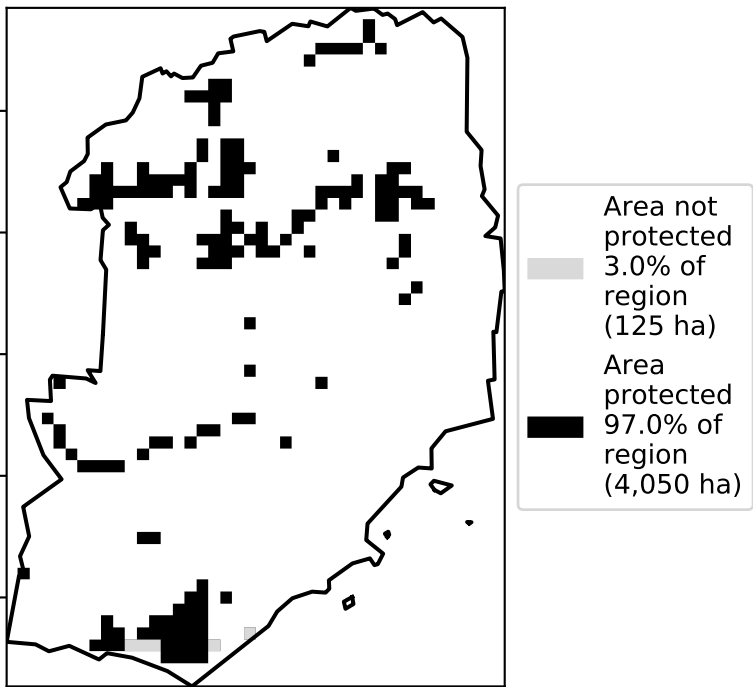 Area not
protected
3.0% of
region
(125 ha)
Area
protected
97.0% of
region
(4,050 ha)